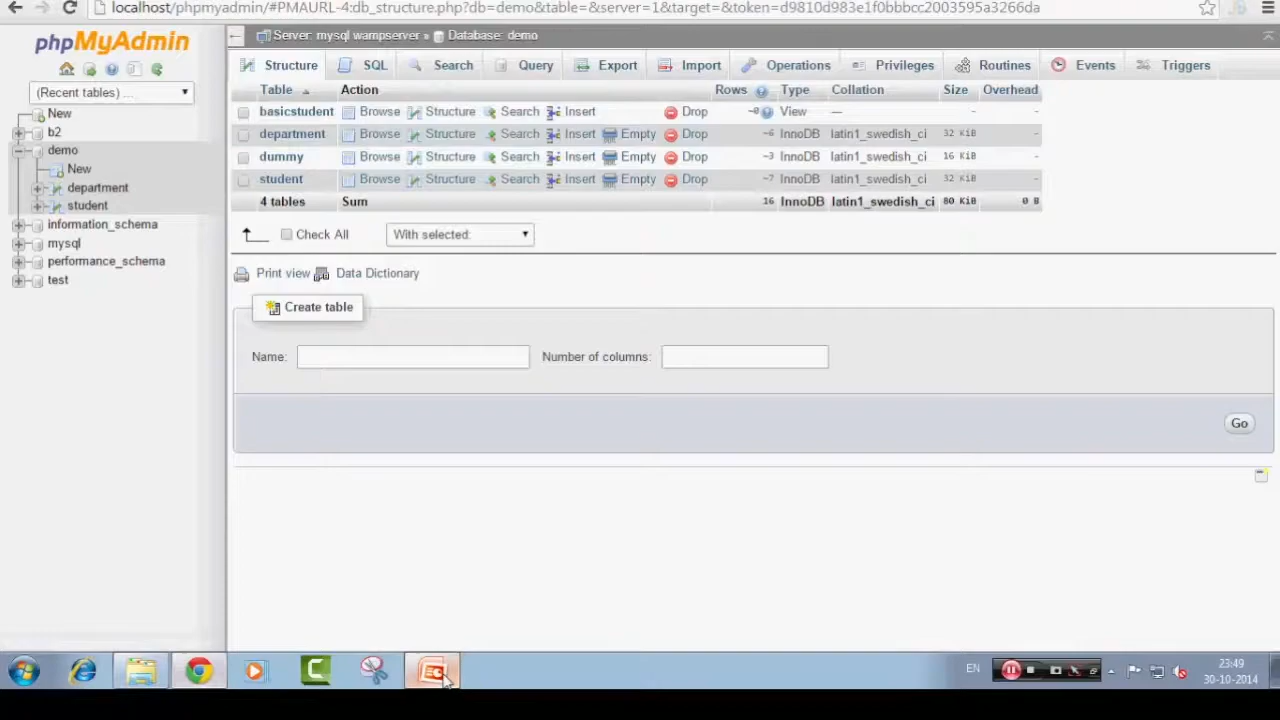 localhost/phpmyadmin/#PMAURL-4:db_structure.php?db=demo&table=&server=1&target=&token=d9810d983e1f0bbbcc2003595a3266da
phpMyAdmin
(Recent tables) ...
New
b2
demo
New
department
student
information_schema
mysql
performance_schema
test
Server: mysql wampserver » Database: demo
Structure SQL Search Query Export Import Operations Privileges Routines Events Triggers
Table Action Rows Type Collation Size Overhead
basicstudent Browse Structure Search Insert Drop ~0 View — - -
department Browse Structure Search Insert Empty Drop ~6 InnoDB latin1_swedish_ci 32 KiB -
dummy Browse Structure Search Insert Empty Drop ~3 InnoDB latin1_swedish_ci 16 KiB -
student Browse Structure Search Insert Empty Drop ~7 InnoDB latin1_swedish_ci 32 KiB -
4 tables Sum 16 InnoDB latin1_swedish_ci 80 KiB 0 B
Check All With selected:
Print view Data Dictionary
Create table
Name: Number of columns:
Go
EN
23:49
30-10-2014